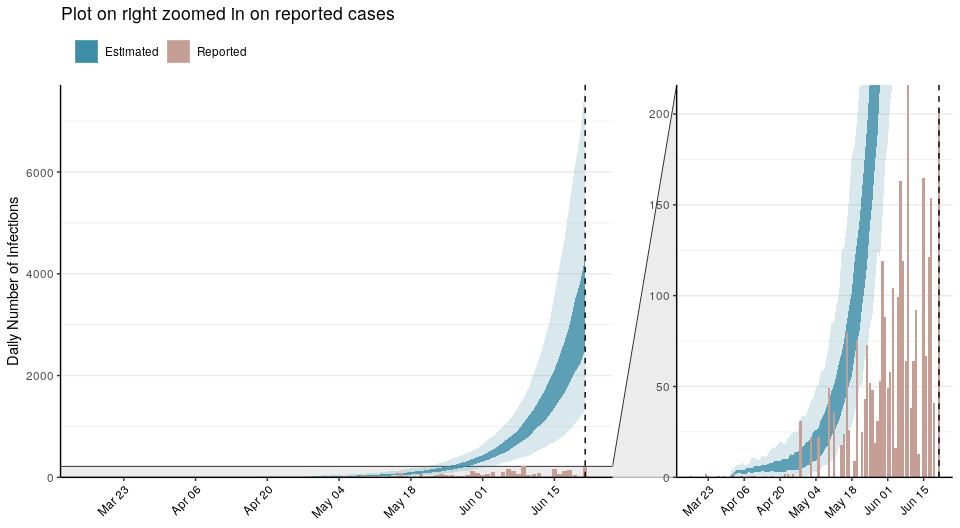 Plot on right zoomed in on reported cases
Estimated Reported
Daily Number of Infections
6000
4000
2000
0
Mar 23 Apr 06 Apr 20 May 04 May 18 Jun 01 Jun 15
200
150
100
50
0
Mar 23 Apr 06 Apr 20 May 04 May 18 Jun 01 Jun 15